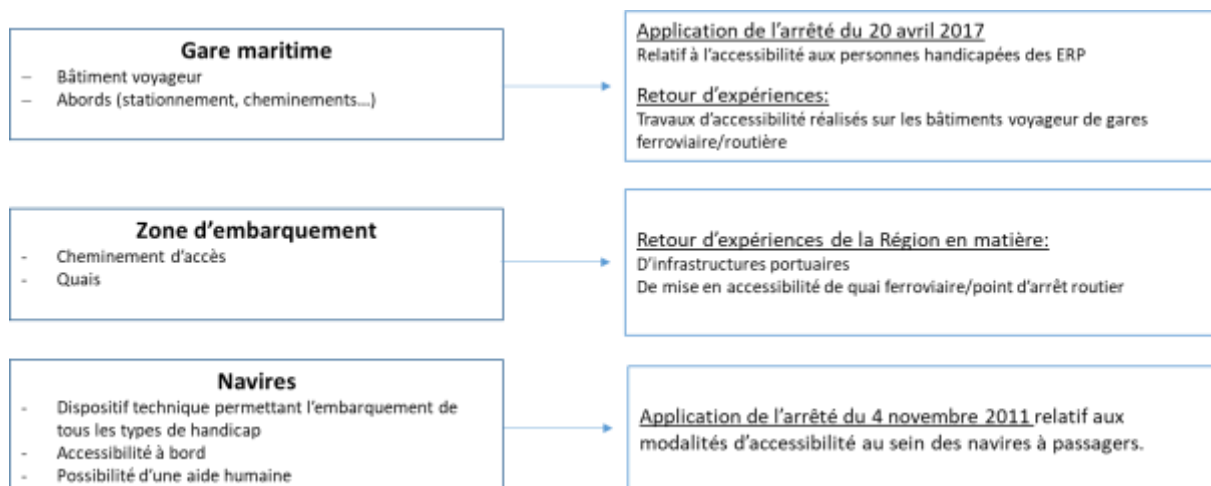 Gare maritime
– Bâtiment voyageur
– Abords (stationnement, cheminements…)
Application de l'arrêté du 20 avril 2017
Relatif à l'accessibilité aux personnes handicapées des ERP
Retour d'expériences:
Travaux d'accessibilité réalisés sur les bâtiments voyageur de gares
ferroviaire/routière
Zone d'embarquement
- Cheminement d'accès
- Quais
Retour d'expériences de la Région en matière:
D'infrastructures portuaires
De mise en accessibilité de quai ferroviaire/point d'arrêt routier
Navires
- Dispositif technique permettant l'embarquement de
tous les types de handicap
- Accessibilité à bord
- Possibilité d'une aide humaine
Application de l'arrêté du 4 novembre 2011 relatif aux
modalités d'accessibilité au sein des navires à passagers.